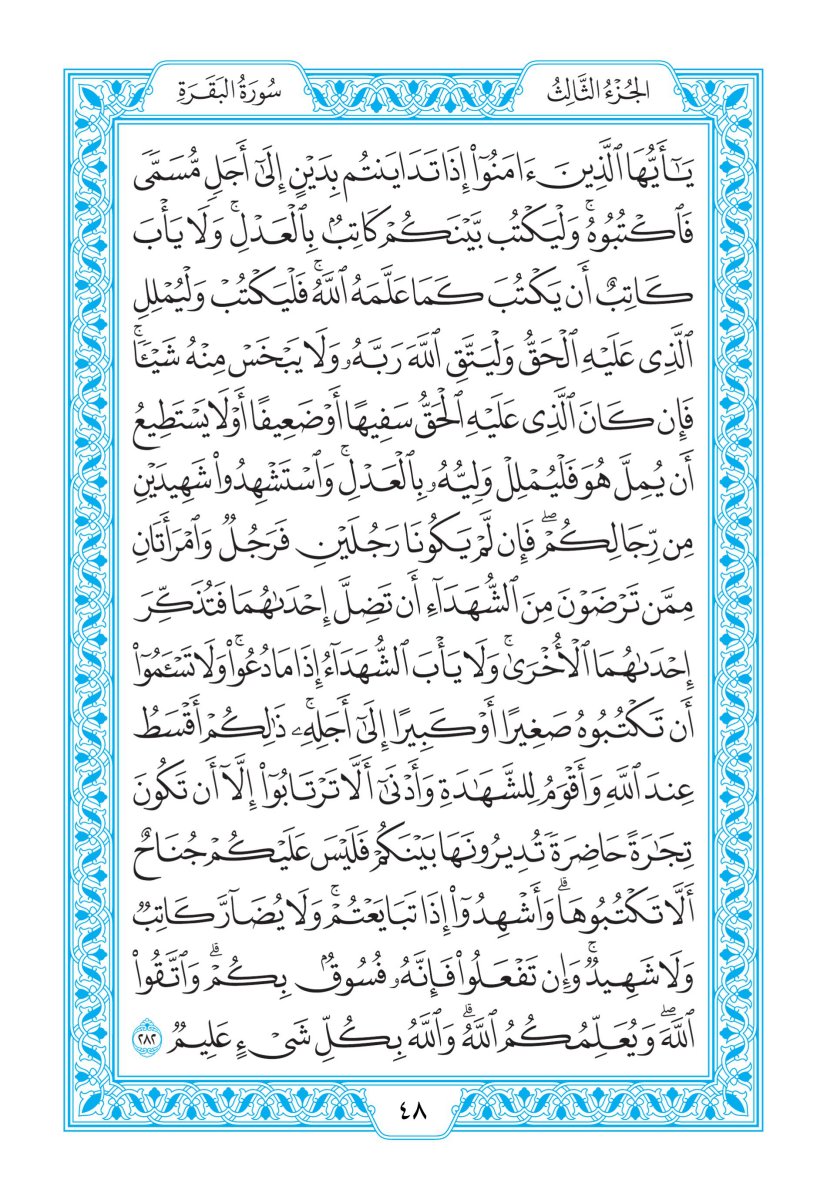 الجُزْءُ الثَّالِثُ
سُورَةُ البَقَرَةِ
يَٰٓأَيُّهَا ٱلَّذِينَ ءَامَنُوٓاْ إِذَا تَدَايَنتُم بِدَيۡنٍ إِلَىٰٓ أَجَلٖ مُّسَمّٗى
فَٱكۡتُبُوهُۚ وَلۡيَكۡتُب بَّيۡنَكُمۡ كَاتِبُۢ بِٱلۡعَدۡلِۚ وَلَا يَأۡبَ
كَاتِبٌ أَن يَكۡتُبَ كَمَا عَلَّمَهُ ٱللَّهُۚ فَلۡيَكۡتُبۡ وَلۡيُمۡلِلِ
ٱلَّذِي عَلَيۡهِ ٱلۡحَقُّ وَلۡيَتَّقِ ٱللَّهَ رَبَّهُۥ وَلَا يَبۡخَسۡ مِنۡهُ شَيۡـٔٗاۚ
فَإِن كَانَ ٱلَّذِي عَلَيۡهِ ٱلۡحَقُّ سَفِيهًا أَوۡ ضَعِيفًا أَوۡ لَا يَسۡتَطِيعُ
أَن يُمِلَّ هُوَ فَلۡيُمۡلِلۡ وَلِيُّهُۥ بِٱلۡعَدۡلِۚ وَٱسۡتَشۡهِدُواْ شَهِيدَيۡنِ
مِن رِّجَالِكُمۡۖ فَإِن لَّمۡ يَكُونَا رَجُلَيۡنِ فَرَجُلٞ وَٱمۡرَأَتَانِ
مِمَّن تَرۡضَوۡنَ مِنَ ٱلشُّهَدَآءِ أَن تَضِلَّ إِحۡدَىٰهُمَا فَتُذَكِّرَ
إِحۡدَىٰهُمَا ٱلۡأُخۡرَىٰۚ وَلَا يَأۡبَ ٱلشُّهَدَآءُ إِذَا مَا دُعُواْۚ وَلَا تَسۡـَٔمُوٓاْ
أَن تَكۡتُبُوهُ صَغِيرًا أَوۡ كَبِيرًا إِلَىٰٓ أَجَلِهِۦۚ ذَٰلِكُمۡ أَقۡسَطُ
عِندَ ٱللَّهِ وَأَقۡوَمُ لِلشَّهَٰدَةِ وَأَدۡنَىٰٓ أَلَّا تَرۡتَابُوٓاْ إِلَّآ أَن تَكُونَ
تِجَٰرَةً حَاضِرَةٗ تُدِيرُونَهَا بَيۡنَكُمۡ فَلَيۡسَ عَلَيۡكُمۡ جُنَاحٌ
أَلَّا تَكۡتُبُوهَاۗ وَأَشۡهِدُوٓاْ إِذَا تَبَايَعۡتُمۡۚ وَلَا يُضَآرَّ كَاتِبٞ
وَلَا شَهِيدٞۚ وَإِن تَفۡعَلُواْ فَإِنَّهُۥ فُسُوقُۢ بِكُمۡۗ وَٱتَّقُواْ
ٱللَّهَۖ وَيُعَلِّمُكُمُ ٱللَّهُۗ وَٱللَّهُ بِكُلِّ شَيۡءٍ عَلِيمٞ ٢٨٢
٤٨